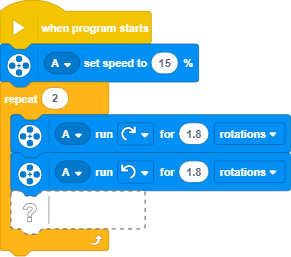 when program starts
A set speed to 15 %
repeat 2
A run for 1.8 rotations
A run for 1.8 rotations
?